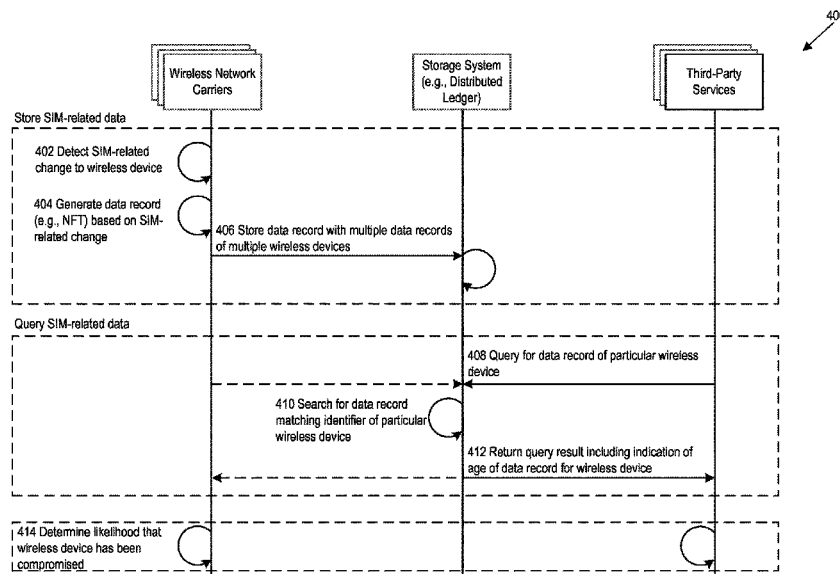 40
Wireless Network
Carriers
Storage System
(e.g., Distributed
Ledger)
Third-Party
Services
Store SIM-related data
402 Detect SIM-related
change to wireless device
404 Generate data record
(e.g., NFT) based on SIM-
related change
406 Store data record with multiple data records
of multiple wireless devices
Query SIM-related data
408 Query for data record of particular wireless
device
410 Search for data record
matching identifier of particular
wireless device
412 Return query result including indication of
age of data record for wireless device
414 Determine likelihood that
wireless device has been
compromised